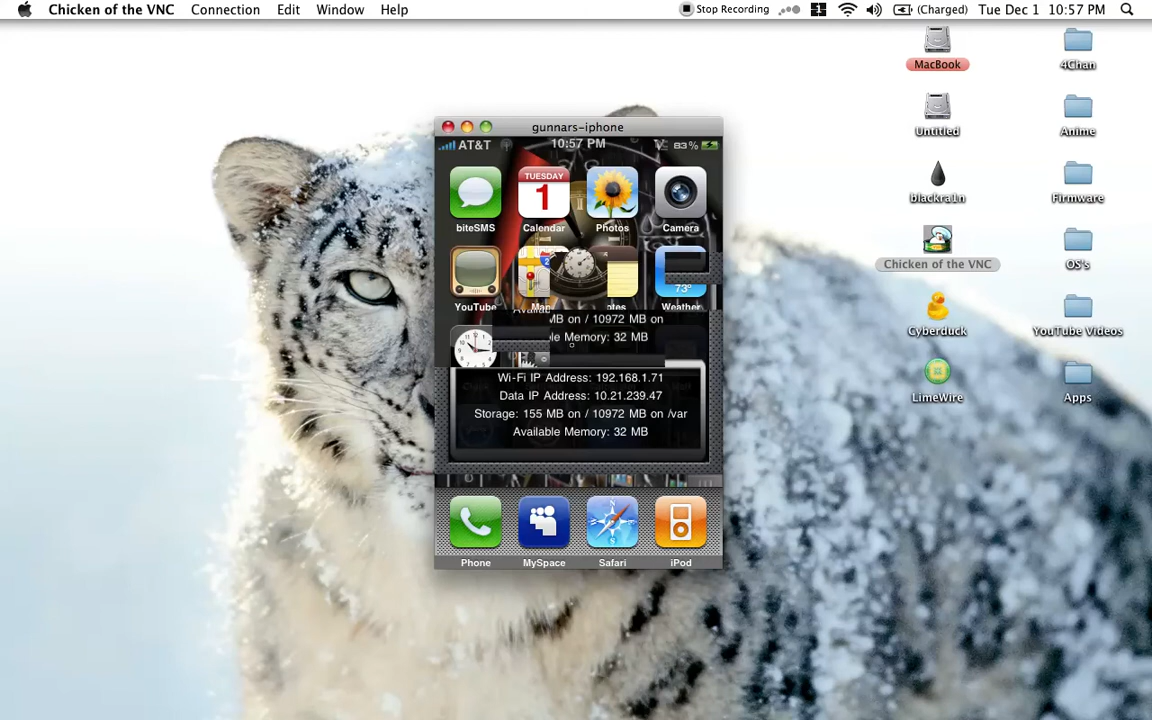 Chicken of the VNC Connection Edit Window Help Stop Recording 1 (Charged) Tue Dec 1 10:57 PM
MacBook 4Chan
Untitled Anime
blackra1n Firmware
Chicken of the VNC OS's
Cyberduck YouTube Videos
LimeWire Apps
gunnars-iphone
AT&T 10:57 PM 83%
TUESDAY
1
biteSMS Calendar Photos Camera
73°
YouTube Weather
MB on / 10972 MB on
Memory: 32 MB
Wi-Fi IP Address: 192.168.1.71
Data IP Address: 10.21.239.47
Storage: 155 MB on / 10972 MB on /var
Available Memory: 32 MB
Phone MySpace Safari iPod